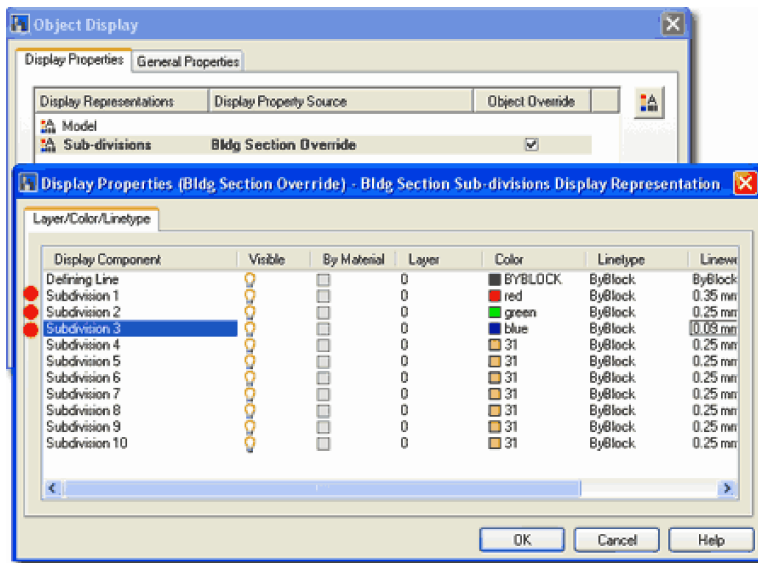 Object Display
Display Properties General Properties
Display Representations Display Property Source Object Override
Model
Sub-divisions Bldg Section Override
Display Properties (Bldg Section Override) - Bldg Section Sub-divisions Display Representation
Layer/Color/Linetype
Display Component Visible By Material Layer Color Linetype Linewe
Defining Line 0 BYBLOCK ByBlock ByBlock
Subdivision 1 0 red ByBlock 0.35 mm
Subdivision 2 0 green ByBlock 0.25 mm
Subdivision 3 0 blue ByBlock 0.09 mm
Subdivision 4 0 31 ByBlock 0.25 mm
Subdivision 5 0 31 ByBlock 0.25 mm
Subdivision 6 0 31 ByBlock 0.25 mm
Subdivision 7 0 31 ByBlock 0.25 mm
Subdivision 8 0 31 ByBlock 0.25 mm
Subdivision 9 0 31 ByBlock 0.25 mm
Subdivision 10 0 31 ByBlock 0.25 mm
OK Cancel Help